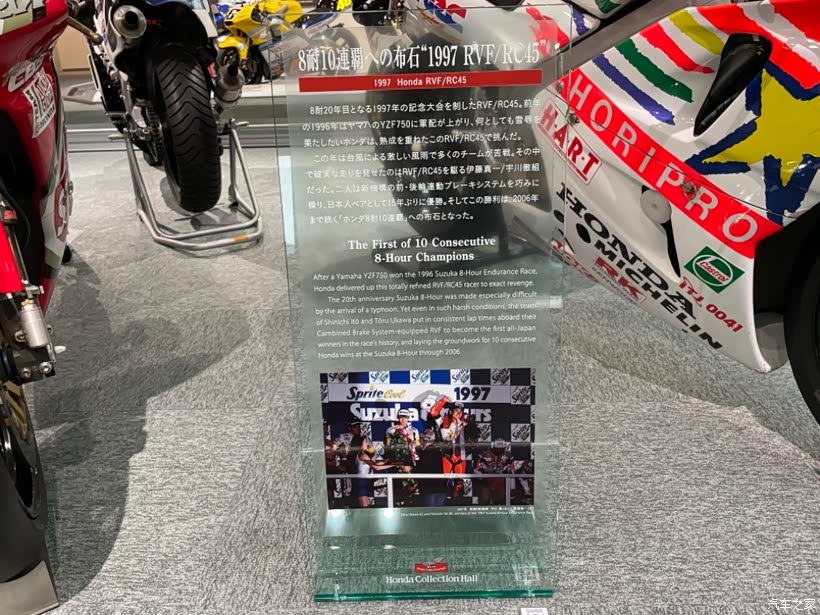 8耐10連覇への布石“1997 RVF/RC45”
1997 Honda RVF/RC45
8耐20年目となる1997年の記念大会を制したRVF/RC45。前年
の1996年はヤマハのYZF750に軍配が上がり、何としても雪辱を
果たしたいホンダは、熟成を重ねたこのRVF/RC45で挑んだ。
この年は台風による激しい風雨で多くのチームが苦戦。その中
で確実な走りを見せたのはRVF/RC45を駆る伊藤真一/宇川徹組
だった。二人は新機構の前・後輪連動ブレーキシステムを巧みに
操り、日本人ペアとして15年ぶりに優勝。そしてこの勝利は、2006年
まで続く「ホンダ8耐10連覇」への布石となった。
The First of 10 Consecutive
8-Hour Champions
After a Yamaha YZF750 won the 1996 Suzuka 8-Hour Endurance Race,
Honda delivered up this totally refined RVF/RC45 racer to exact revenge.
The 20th anniversary Suzuka 8-Hour was made especially difficult
by the arrival of a typhoon. Yet even in such harsh conditions, the team
of Shinichi Itō and Tōru Ukawa put in consistent lap times aboard their
Combined Brake System-equipped RVF to become the first all-Japan
winners in the race's history, and laying the groundwork for 10 consecutive
Honda wins at the Suzuka 8-Hour through 2006.
Sprite Cool 1997
Suzuka 8 Hours
Honda Collection Hall
HORIPRO
HART
HONDA
MICHELIN
RK
Castrol
汽车之家